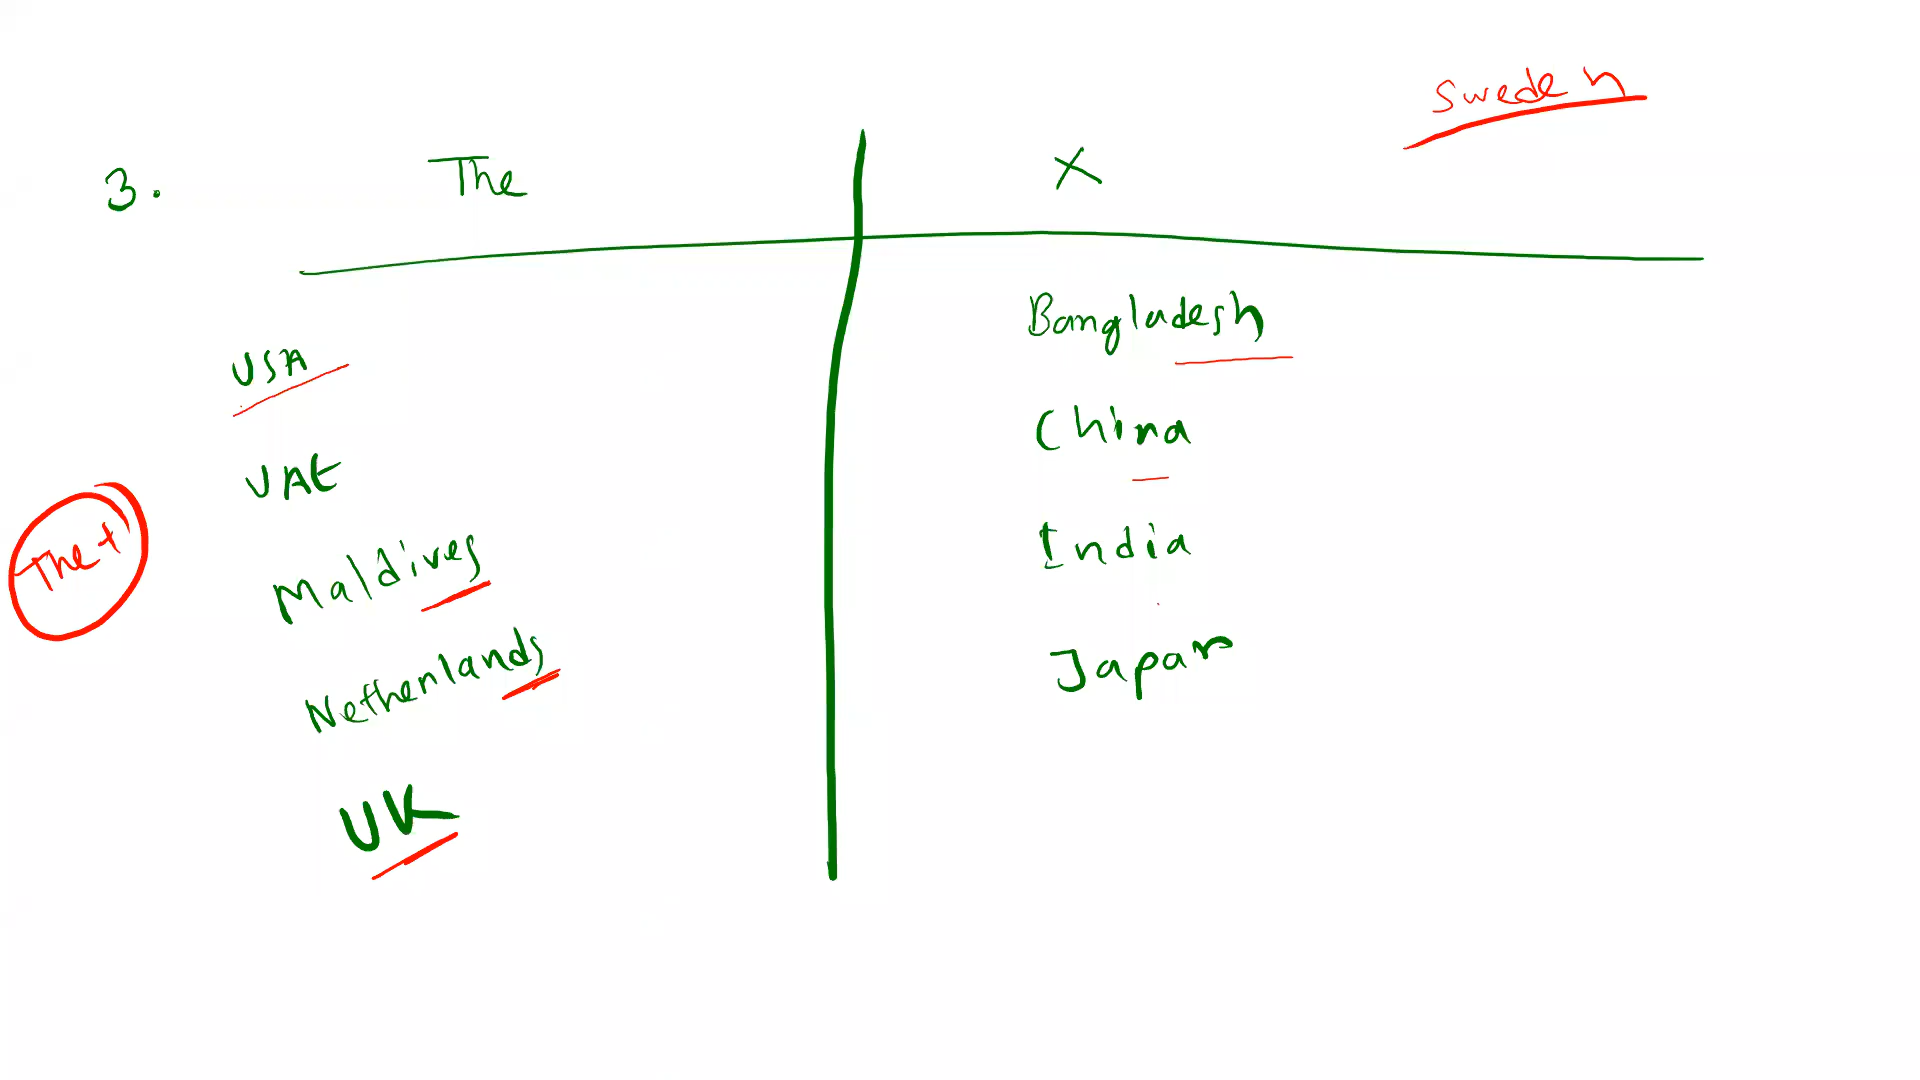 Sweden
3. The X
USA
UAE
Maldives
Netherlands
UK
The +
Bangladesh
China
India
Japan